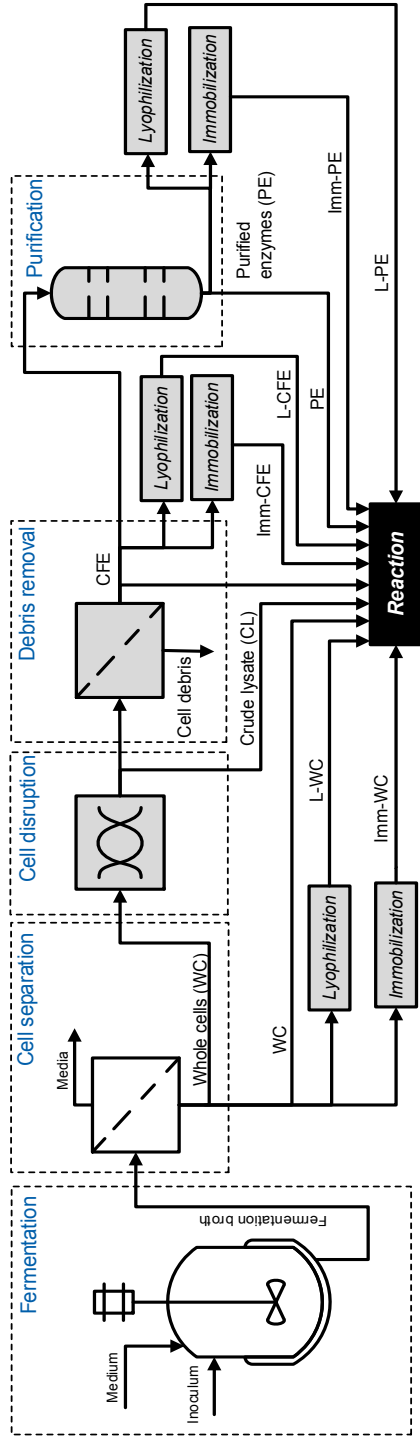 Fermentation
Medium
Inoculum
Fermentation broth
Cell separation
Media
Whole cells (WC)
WC
Lyophilization
L-WC
Immobilization
Imm-WC
Cell disruption
Crude lysate (CL)
Debris removal
Cell debris
CFE
Lyophilization
Immobilization
L-CFE
Imm-CFE
Purification
Purified
enzymes (PE)
PE
Lyophilization
Immobilization
Imm-PE
L-PE
Reaction